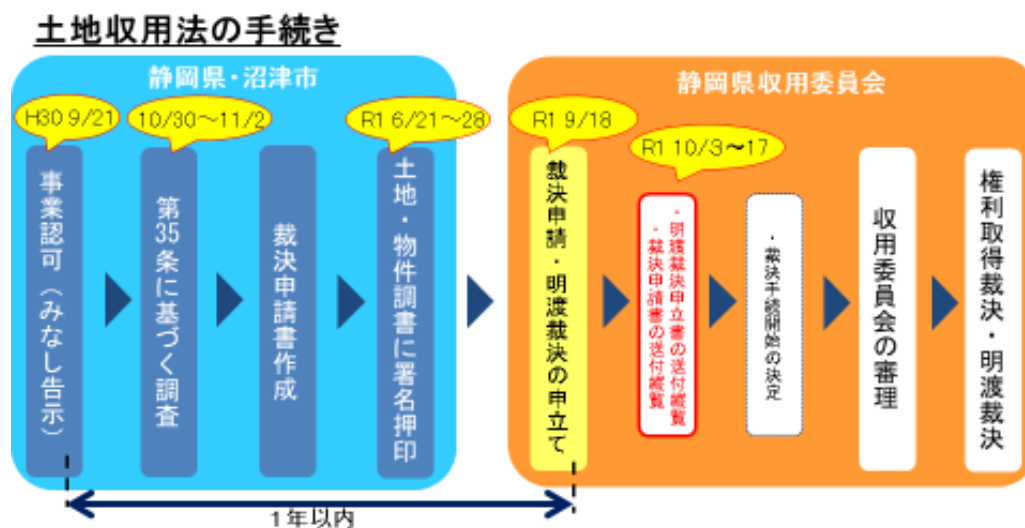 土地収用法の手続き
静岡県・沼津市
静岡県収用委員会
H30 9/21
10/30～11/2
R1 6/21～28
R1 9/18
R1 10/3～17
事業認可（みなし告示）
第35条に基づく調査
裁決申請書作成
土地・物件調書に署名押印
裁決申請・明渡裁決の申立て
・明渡裁決申立書の送付縦覧
・裁決申請書の送付縦覧
・裁決手続開始の決定
収用委員会の審理
権利取得裁決・明渡裁決
１年以内